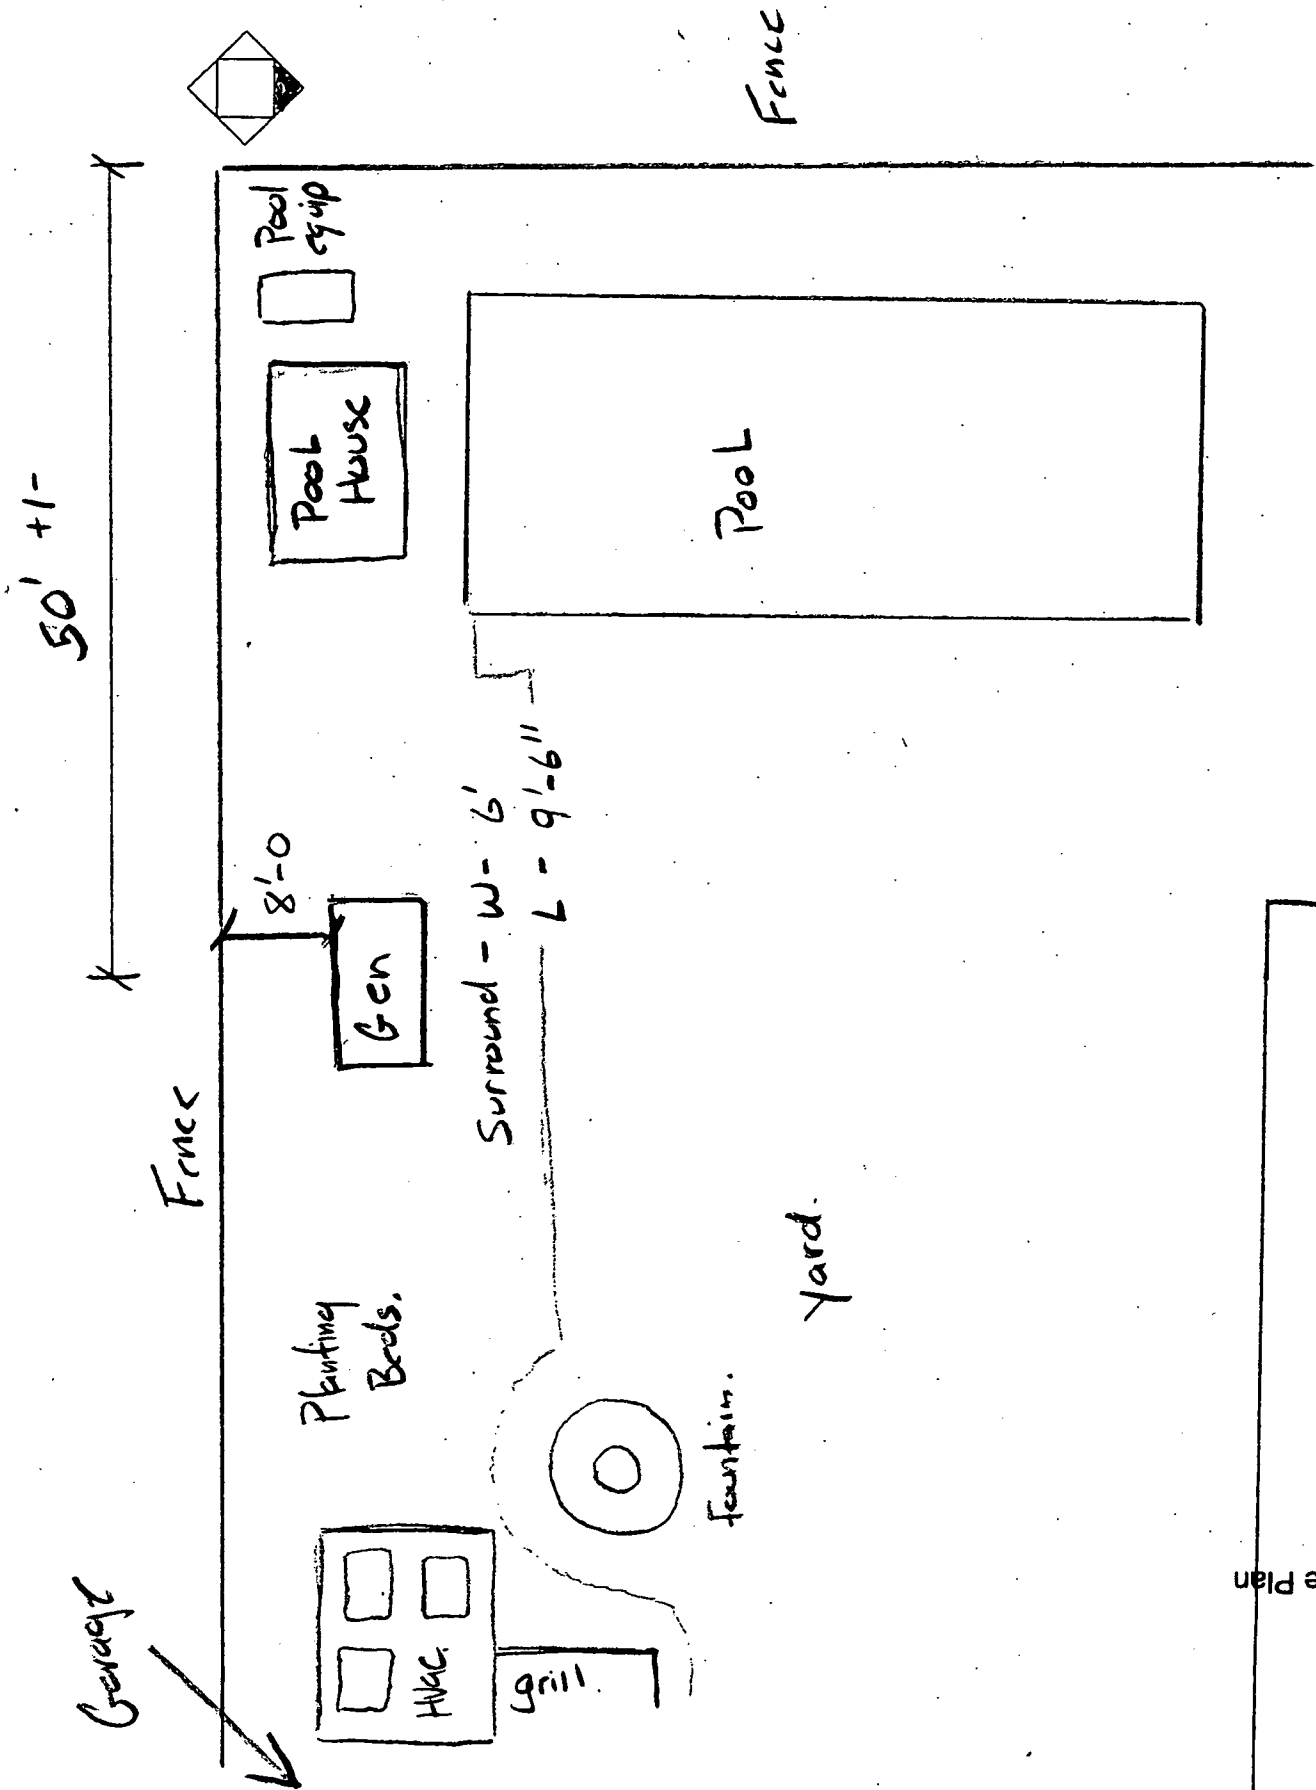 Garage
Fence
50' +/-
8'-0
Pool
equip
Pool
House
Gen
Planting
Beds.
HVAC.
grill
Surround - W - 6'
L - 9'-6"
fountain.
Pool
Yard.
Fence
e Plan